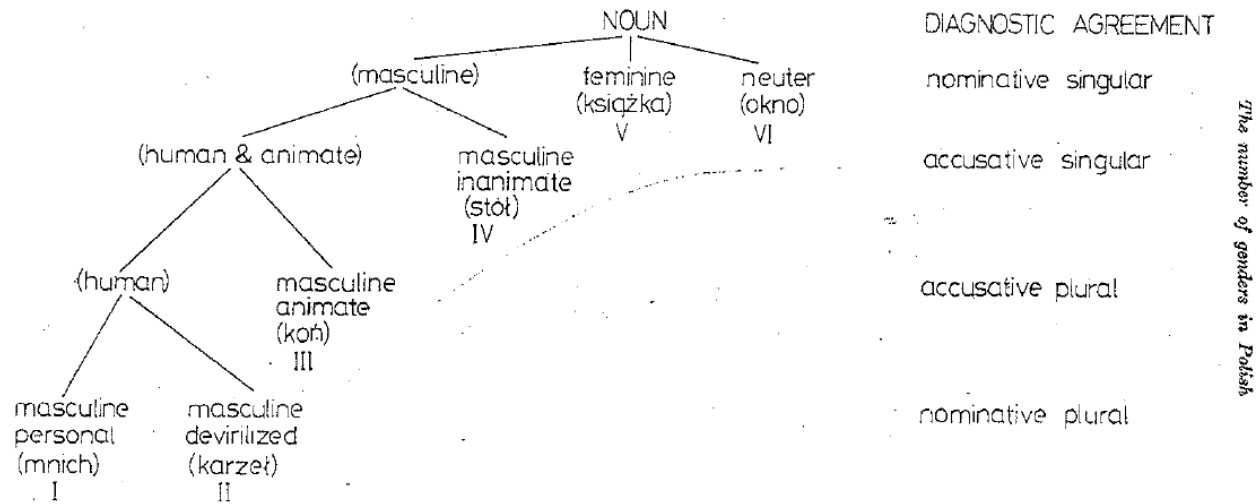 NOUN
DIAGNOSTIC AGREEMENT
(masculine)
feminine
(książka)
V
neuter
(okno)
VI
nominative singular
(human & animate)
masculine
inanimate
(stół)
IV
accusative singular
(human)
masculine
animate
(koń)
III
accusative plural
masculine
personal
(mnich)
I
masculine
devirilized
(karzeł)
II
nominative plural
The number of genders in Polish